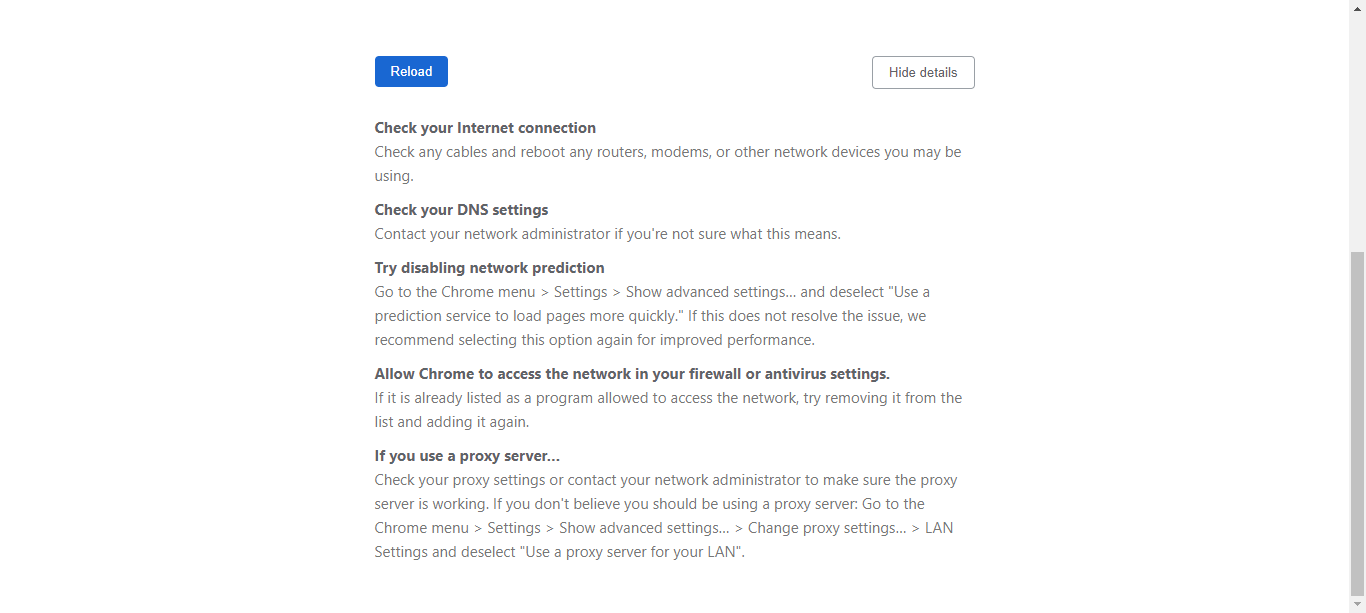 Reload
Hide details
Check your Internet connection
Check any cables and reboot any routers, modems, or other network devices you may be
using.
Check your DNS settings
Contact your network administrator if you're not sure what this means.
Try disabling network prediction
Go to the Chrome menu > Settings > Show advanced settings... and deselect "Use a
prediction service to load pages more quickly." If this does not resolve the issue, we
recommend selecting this option again for improved performance.
Allow Chrome to access the network in your firewall or antivirus settings.
If it is already listed as a program allowed to access the network, try removing it from the
list and adding it again.
If you use a proxy server...
Check your proxy settings or contact your network administrator to make sure the proxy
server is working. If you don't believe you should be using a proxy server: Go to the
Chrome menu > Settings > Show advanced settings... > Change proxy settings... > LAN
Settings and deselect "Use a proxy server for your LAN".